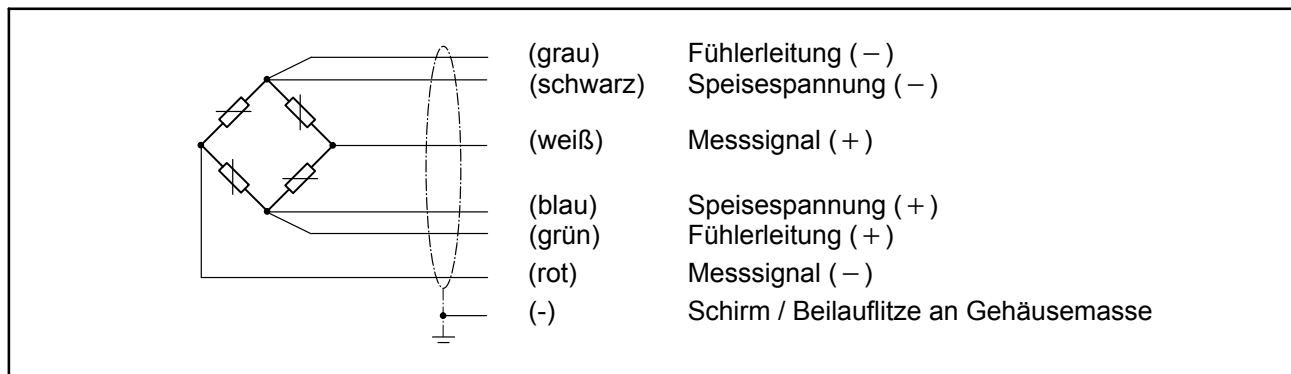 (grau) Fühlerleitung (−)
(schwarz) Speisespannung (−)
(weiß) Messsignal (+)
(blau) Speisespannung (+)
(grün) Fühlerleitung (+)
(rot) Messsignal (−)
(-) Schirm / Beilauflitze an Gehäusemasse